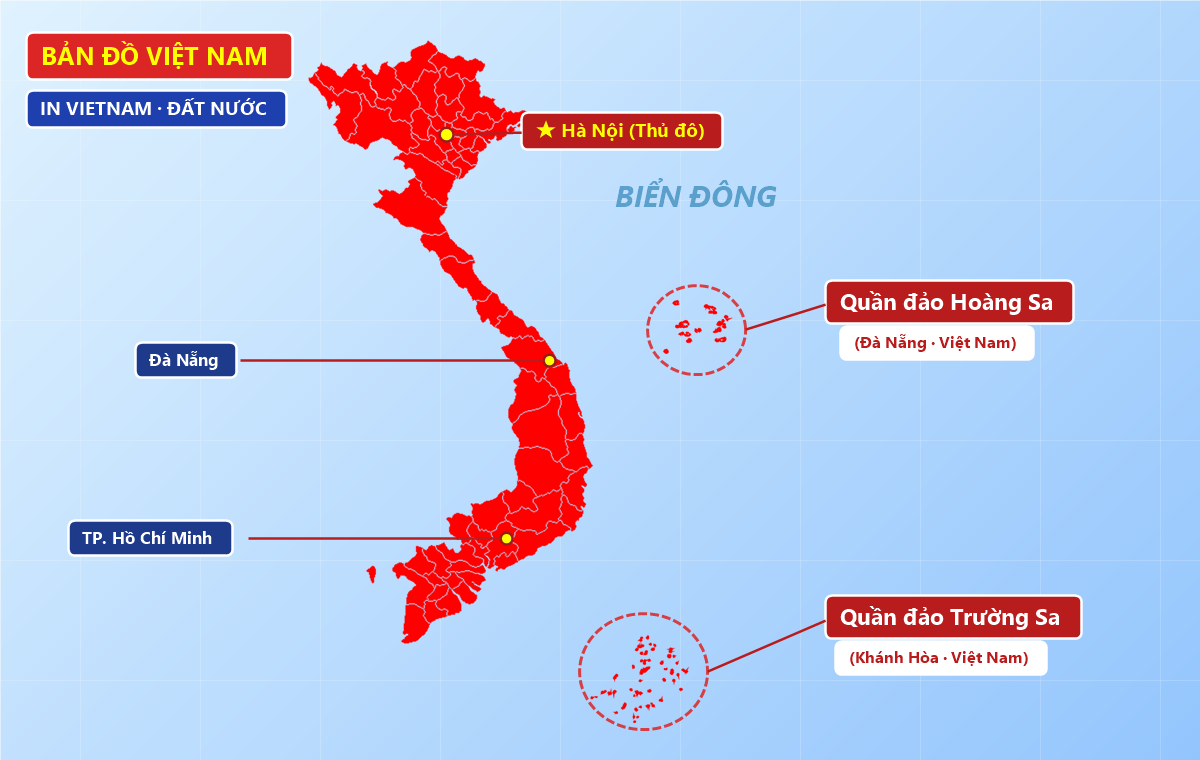 BẢN ĐỒ VIỆT NAM
IN VIETNAM · ĐẤT NƯỚC
★ Hà Nội (Thủ đô)
BIỂN ĐÔNG
Quần đảo Hoàng Sa
(Đà Nẵng · Việt Nam)
Đà Nẵng
TP. Hồ Chí Minh
Quần đảo Trường Sa
(Khánh Hòa · Việt Nam)